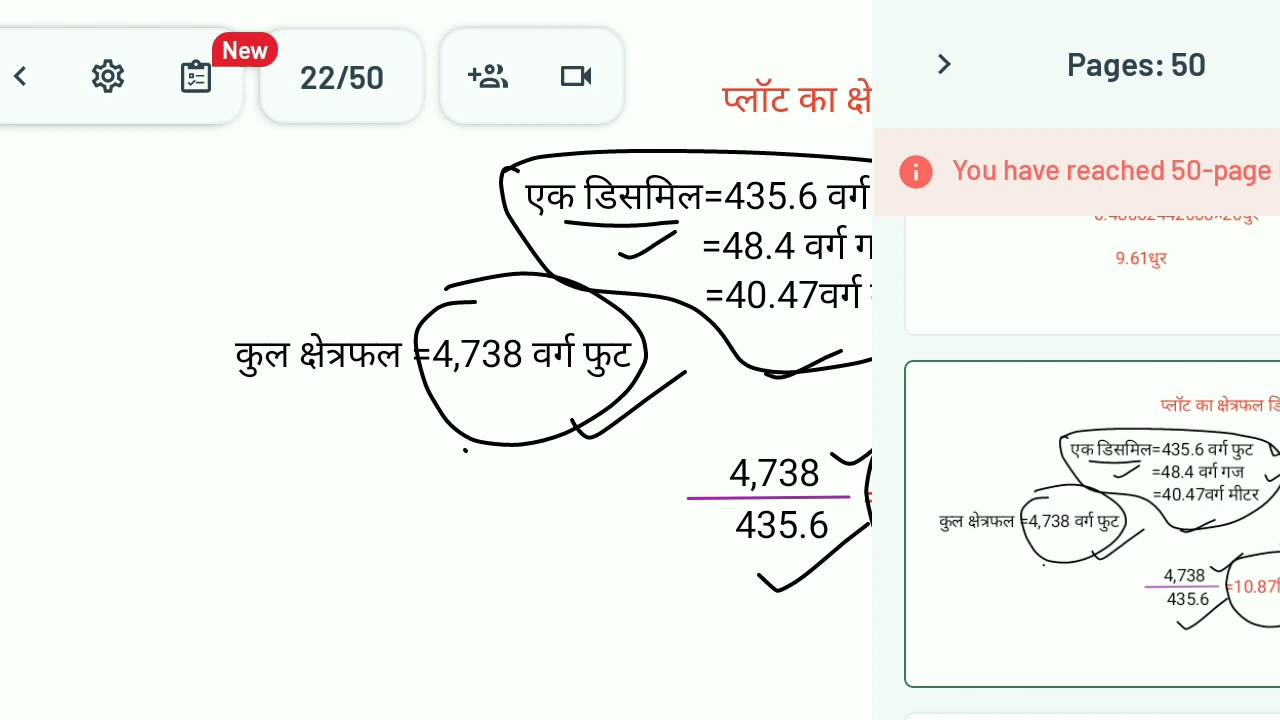 New
22/50
Pages: 50
You have reached 50-page
प्लॉट का क्षे
एक डिसमिल=435.6 वर्ग
=48.4 वर्ग ग
=40.47वर्ग
कुल क्षेत्रफल =4,738 वर्ग फुट
4,738
435.6
9.61धुर
प्लॉट का क्षेत्रफल डि
एक डिसमिल=435.6 वर्ग फुट
=48.4 वर्ग गज
=40.47वर्ग मीटर
कुल क्षेत्रफल =4,738 वर्ग फुट
4,738
=10.87
435.6